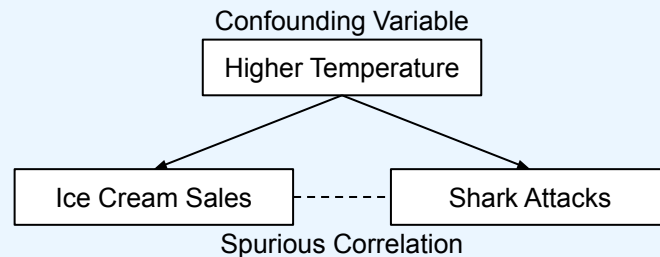 Confounding Variable
Higher Temperature
Ice Cream Sales
Shark Attacks
Spurious Correlation